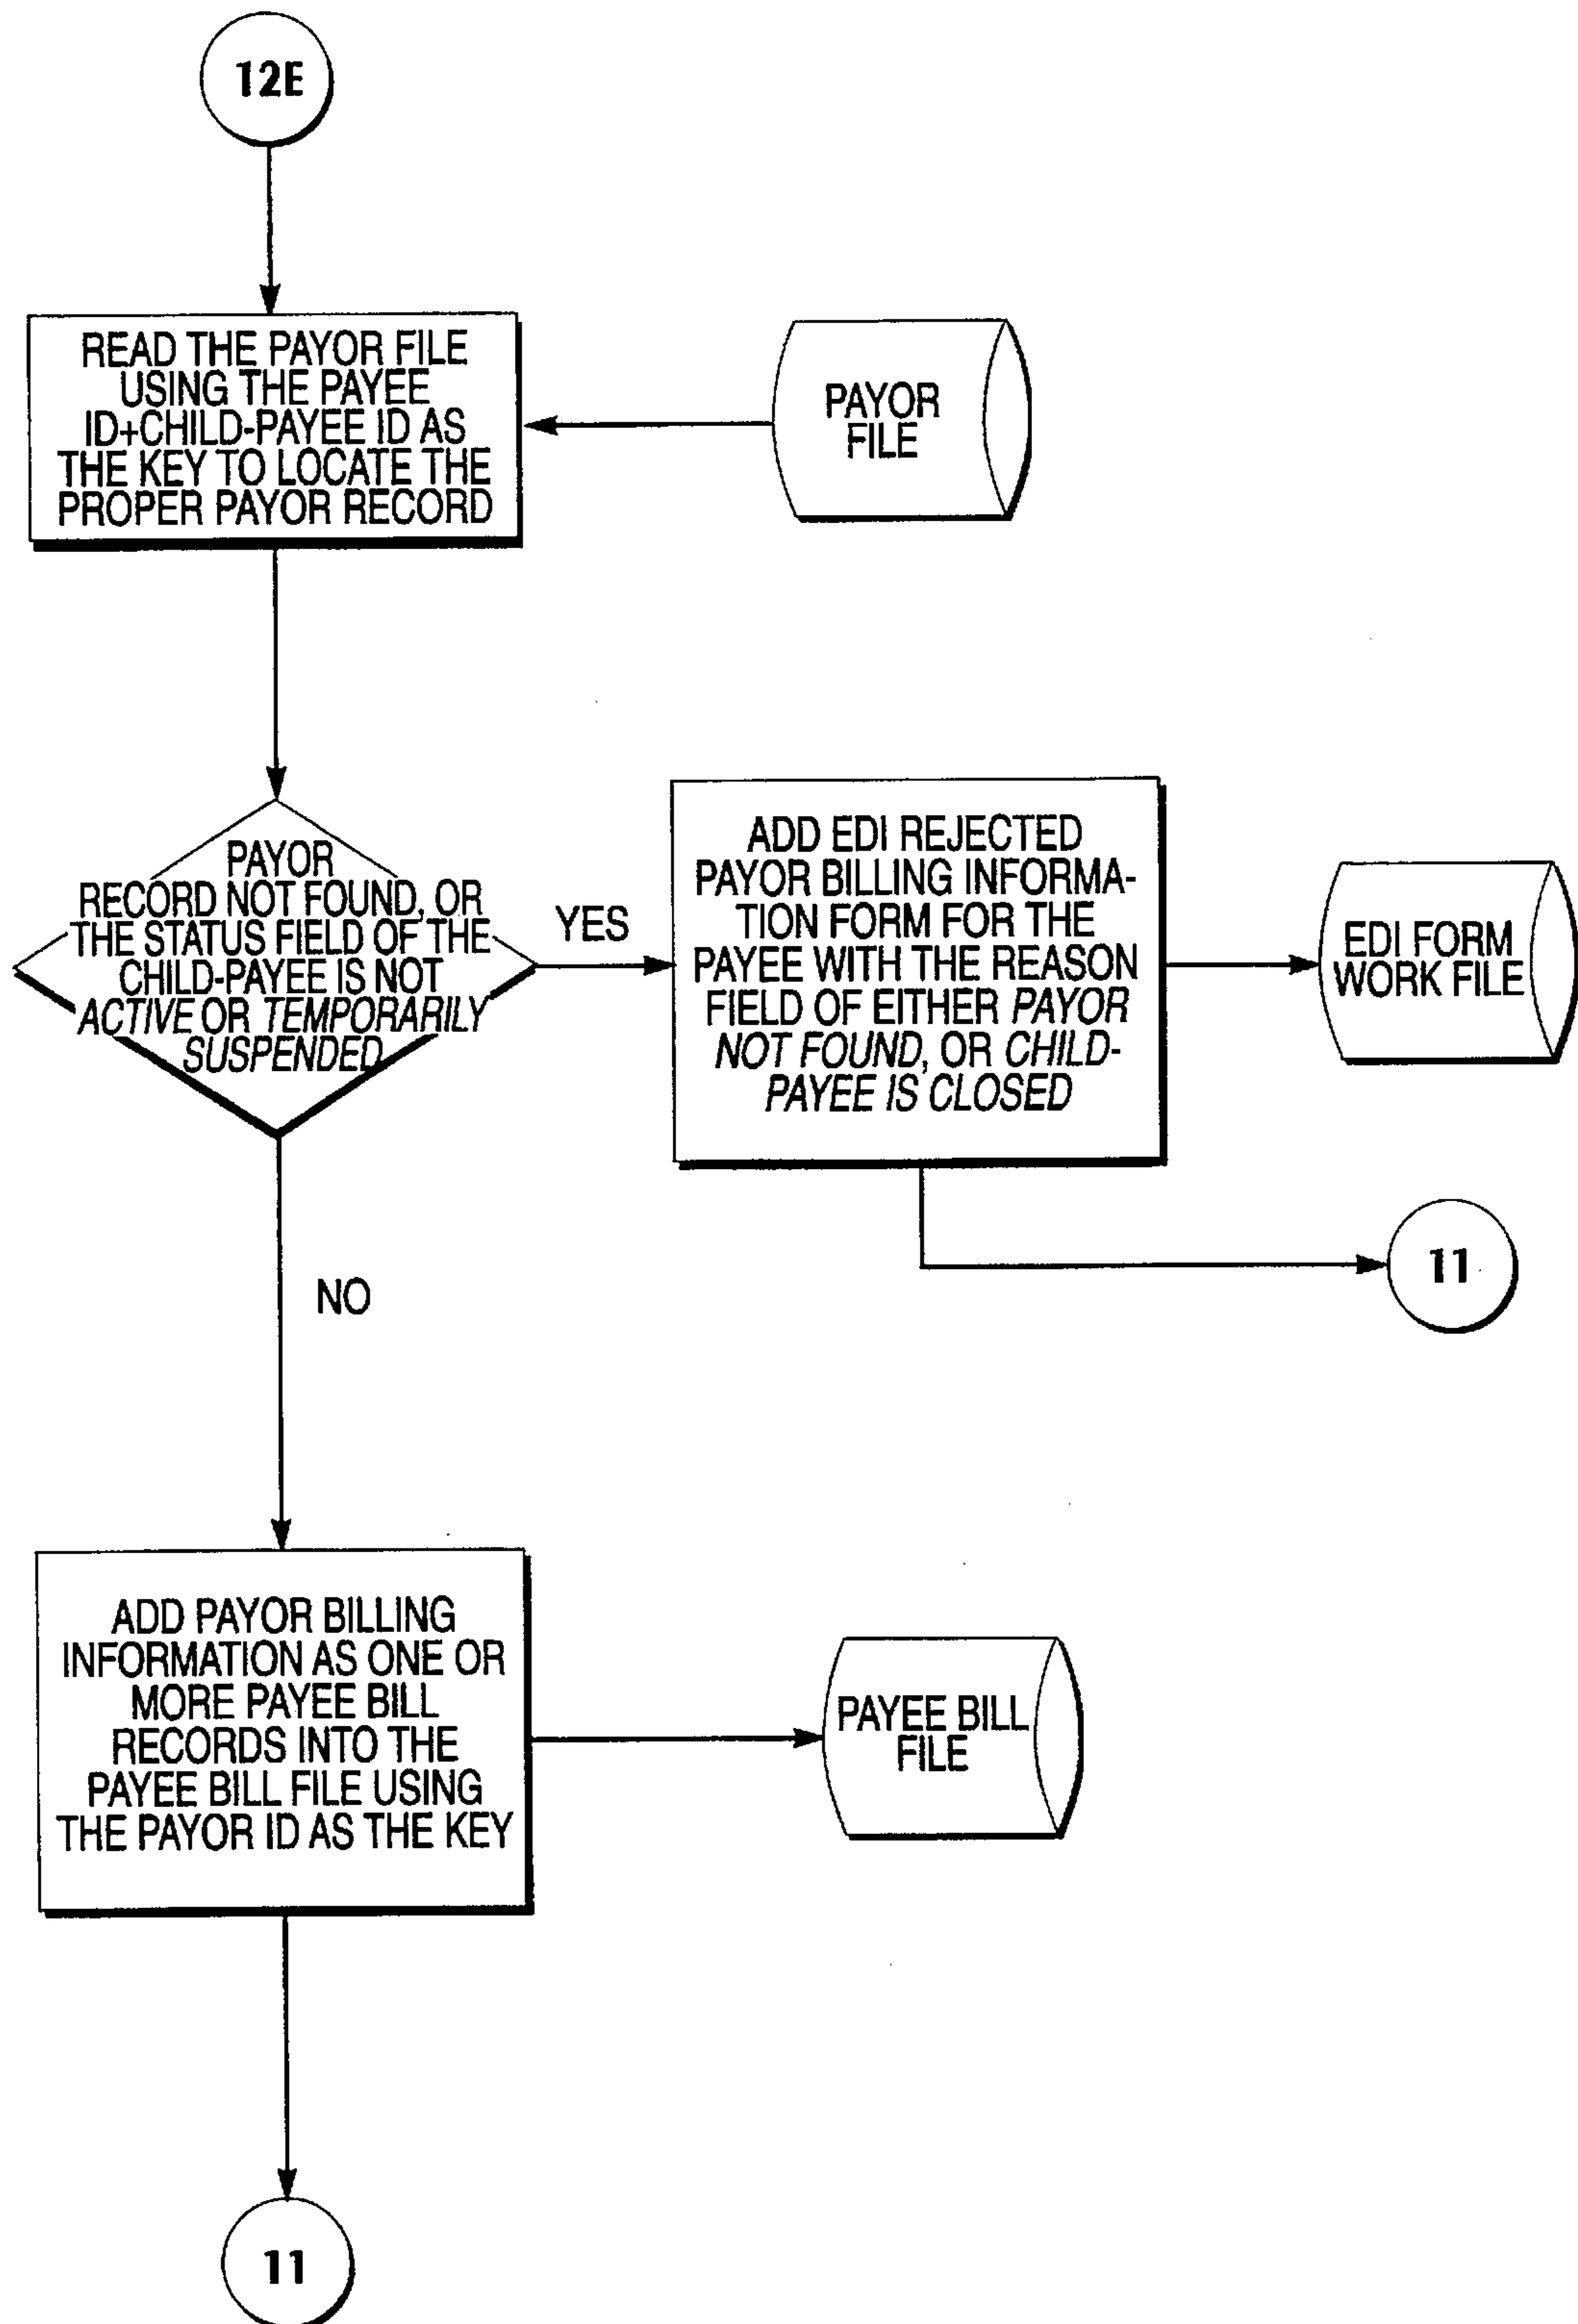 12E
READ THE PAYOR FILE
USING THE PAYEE
ID+CHILD-PAYEE ID AS
THE KEY TO LOCATE THE
PROPER PAYOR RECORD
PAYOR
FILE
PAYOR
RECORD NOT FOUND, OR
THE STATUS FIELD OF THE
CHILD-PAYEE IS NOT
ACTIVE OR TEMPORARILY
SUSPENDED
YES
ADD EDI REJECTED
PAYOR BILLING INFORMA-
TION FORM FOR THE
PAYEE WITH THE REASON
FIELD OF EITHER PAYOR
NOT FOUND, OR CHILD-
PAYEE IS CLOSED
EDI FORM
WORK FILE
11
NO
ADD PAYOR BILLING
INFORMATION AS ONE OR
MORE PAYEE BILL
RECORDS INTO THE
PAYEE BILL FILE USING
THE PAYOR ID AS THE KEY
PAYEE BILL
FILE
11